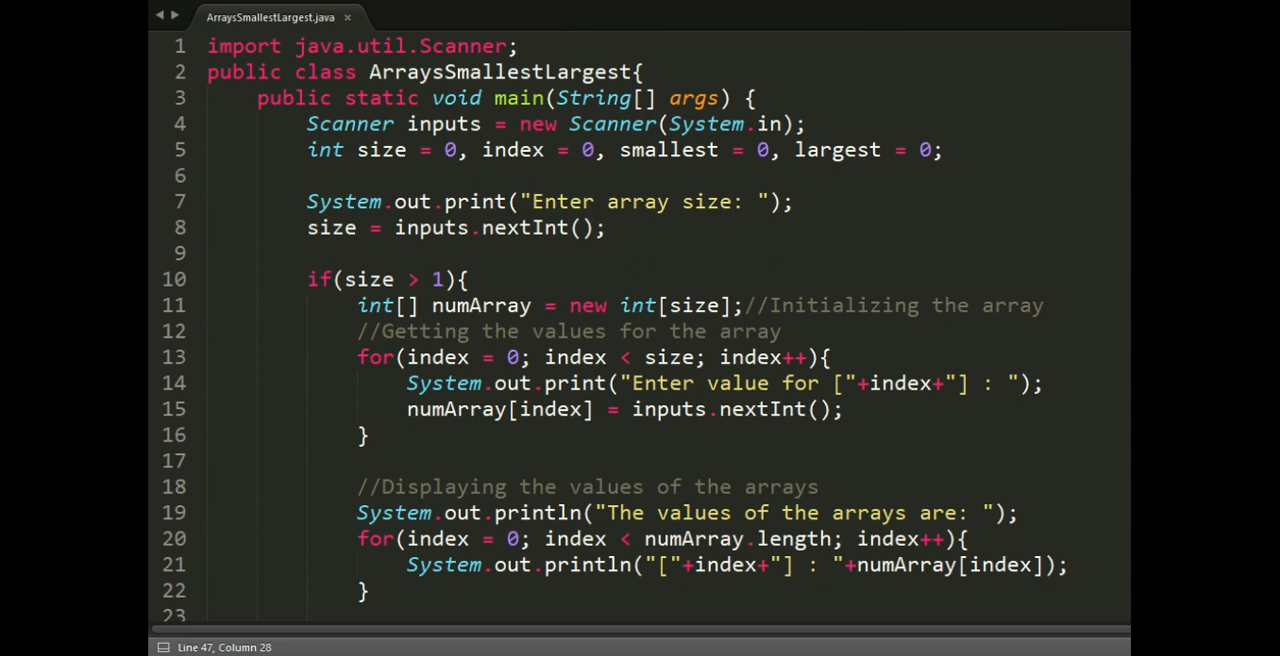 ArraysSmallestLargest.java ×
1 import java.util.Scanner;
2 public class ArraysSmallestLargest{
3     public static void main(String[] args) {
4         Scanner inputs = new Scanner(System.in);
5         int size = 0, index = 0, smallest = 0, largest = 0;
6
7         System.out.print("Enter array size: ");
8         size = inputs.nextInt();
9
10         if(size > 1){
11             int[] numArray = new int[size];//Initializing the array
12             //Getting the values for the array
13             for(index = 0; index < size; index++){
14                 System.out.print("Enter value for ["+index+"] : ");
15                 numArray[index] = inputs.nextInt();
16             }
17
18             //Displaying the values of the arrays
19             System.out.println("The values of the arrays are: ");
20             for(index = 0; index < numArray.length; index++){
21                 System.out.println("["+index+"] : "+numArray[index]);
22             }
23
Line 47, Column 28